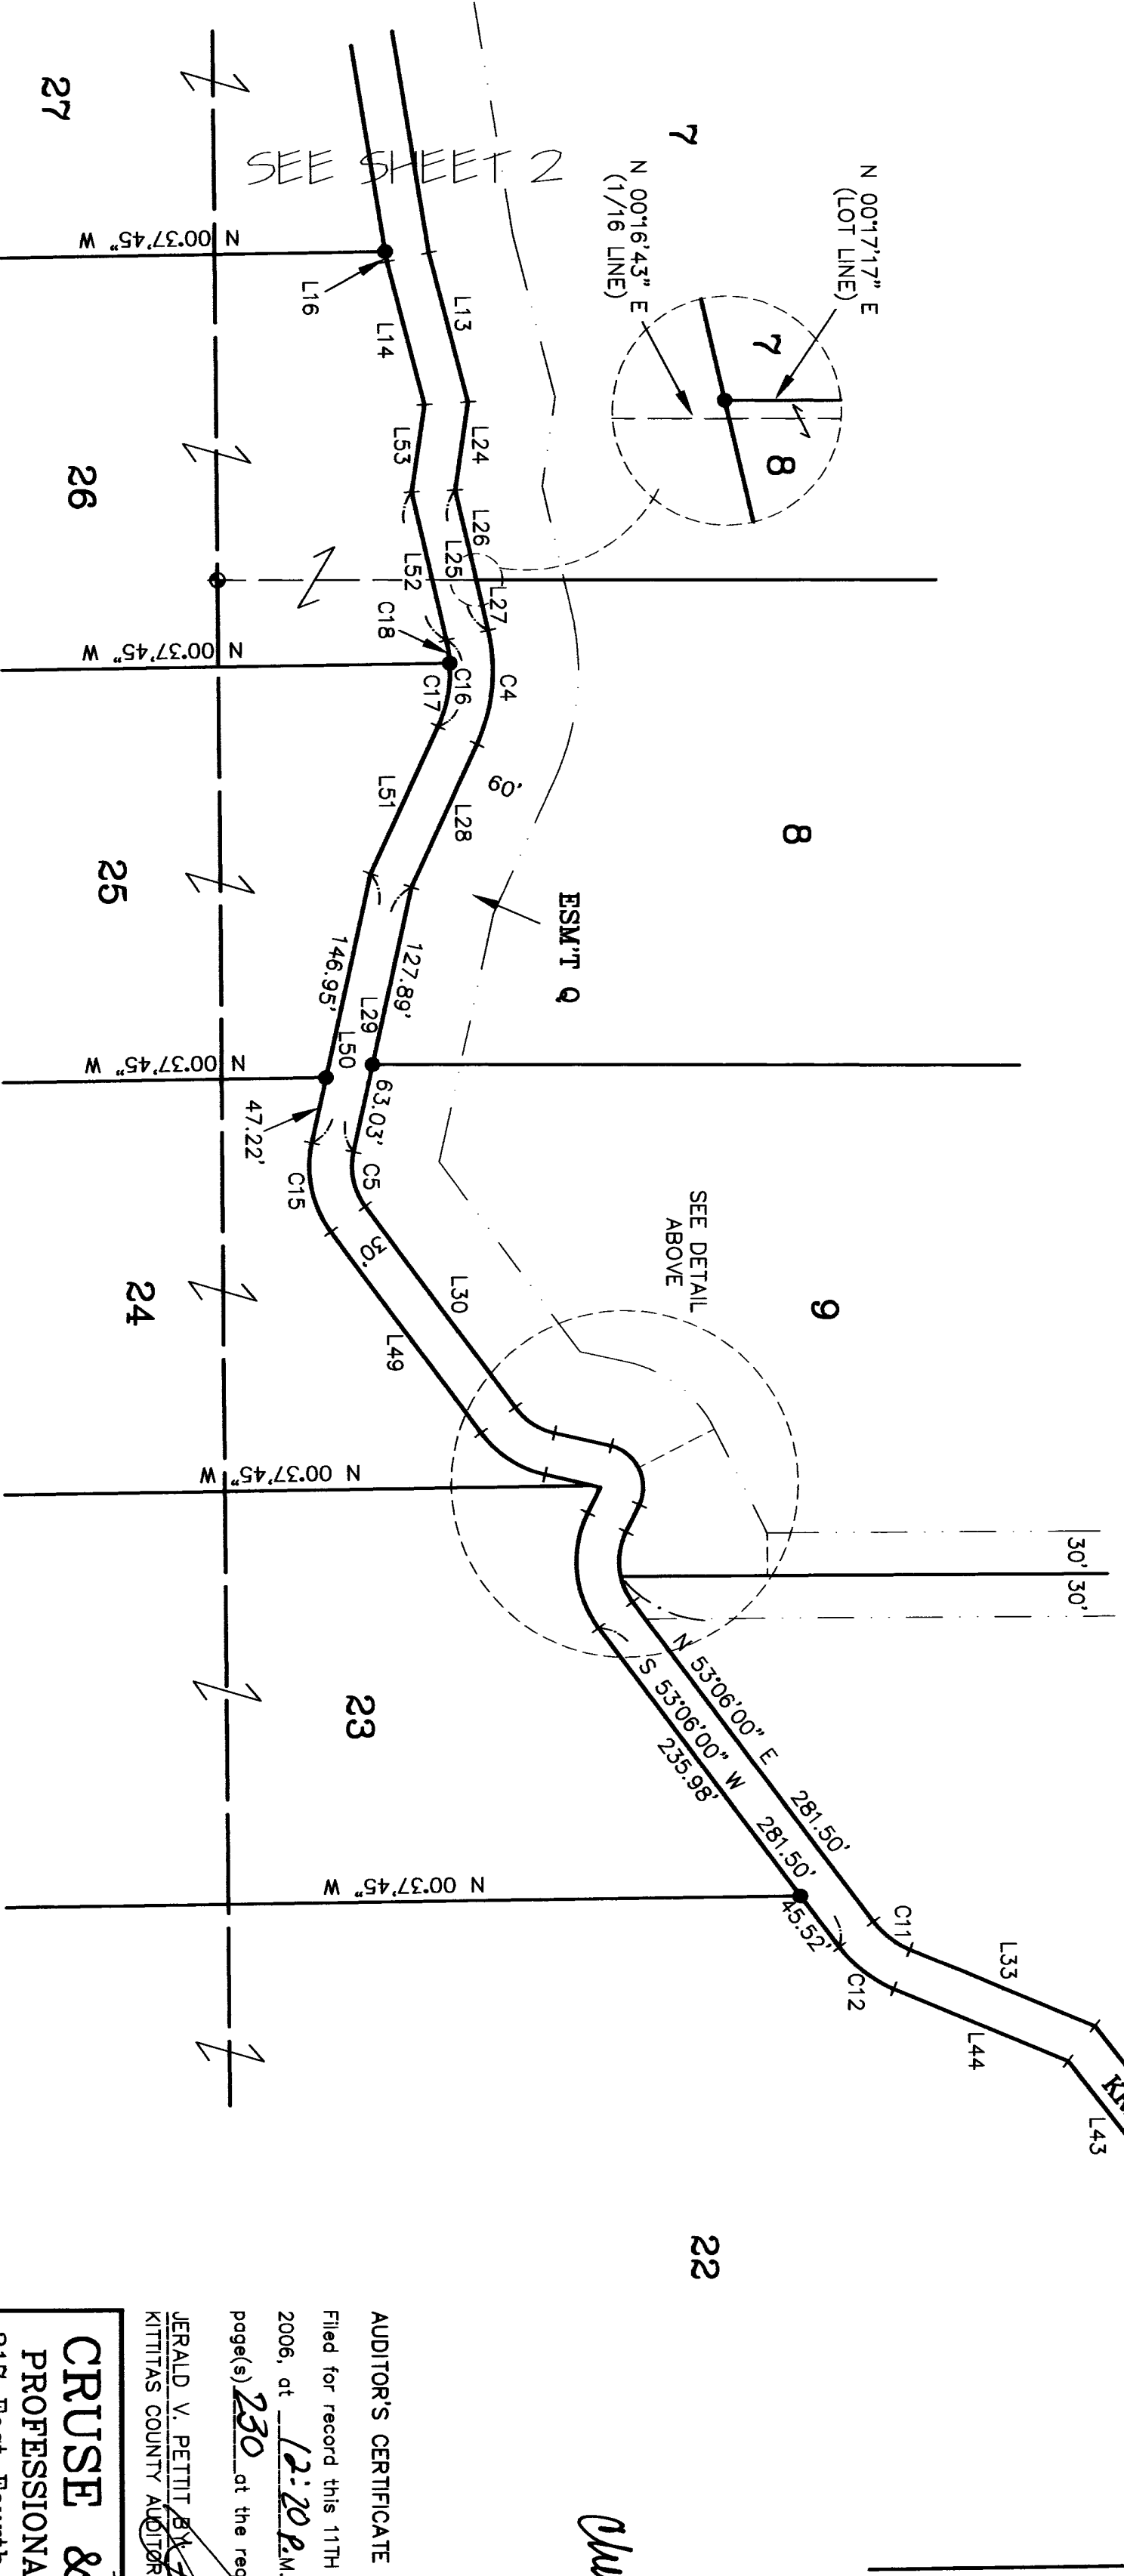 7
N 00°17'17" E
(LOT LINE)
N 00°16'43" E
(1/16 LINE)
7
8
SEE SHEET 2
27
N 00°37'45" W
L16
L13
L14
L24
L53
26
L26
L25
L52
L27
C18
N 00°37'45" W
C4
C16
C17
60'
L28
L51
8
ESM'T Q
25
127.89'
146.95'
L29
L50
N 00°37'45" W
63.03'
47.22'
C5
C15
30'
SEE DETAIL
ABOVE
9
24
L30
L49
N 00°37'45" W
30'
30'
N 53°06'00" E 281.50'
S 53°06'00" W 281.50'
235.98'
23
45.52'
N 00°37'45" W
C11
C12
L33
L44
L43
22
AUDITOR'S CERTIFICATE
Filed for record this 11TH
2006, at 12:20 P.M.
page(s) 230 at the
JERALD V. PETTIT BY:
KITTITAS COUNTY AUDITOR
CRUSE &